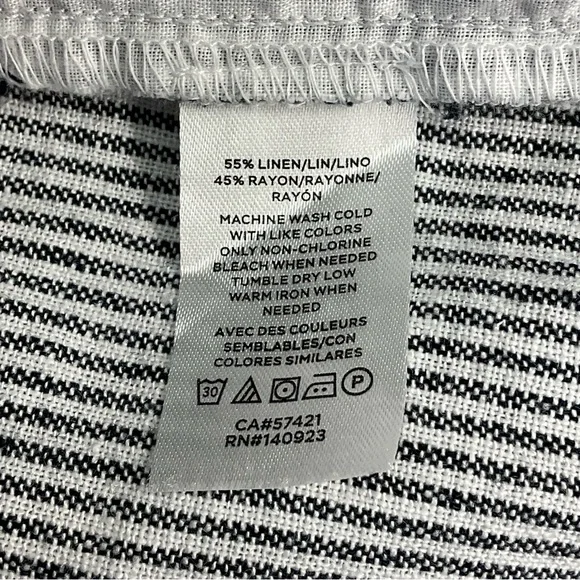 55% LINEN/LIN/LINO
45% RAYON/RAYONNE/
RAYÓN
MACHINE WASH COLD
WITH LIKE COLORS
ONLY NON-CHLORINE
BLEACH WHEN NEEDED
TUMBLE DRY LOW
WARM IRON WHEN
NEEDED
AVEC DES COULEURS
SEMBLABLES/CON
COLORES SIMILARES
30 P
CA#57421
RN#140923